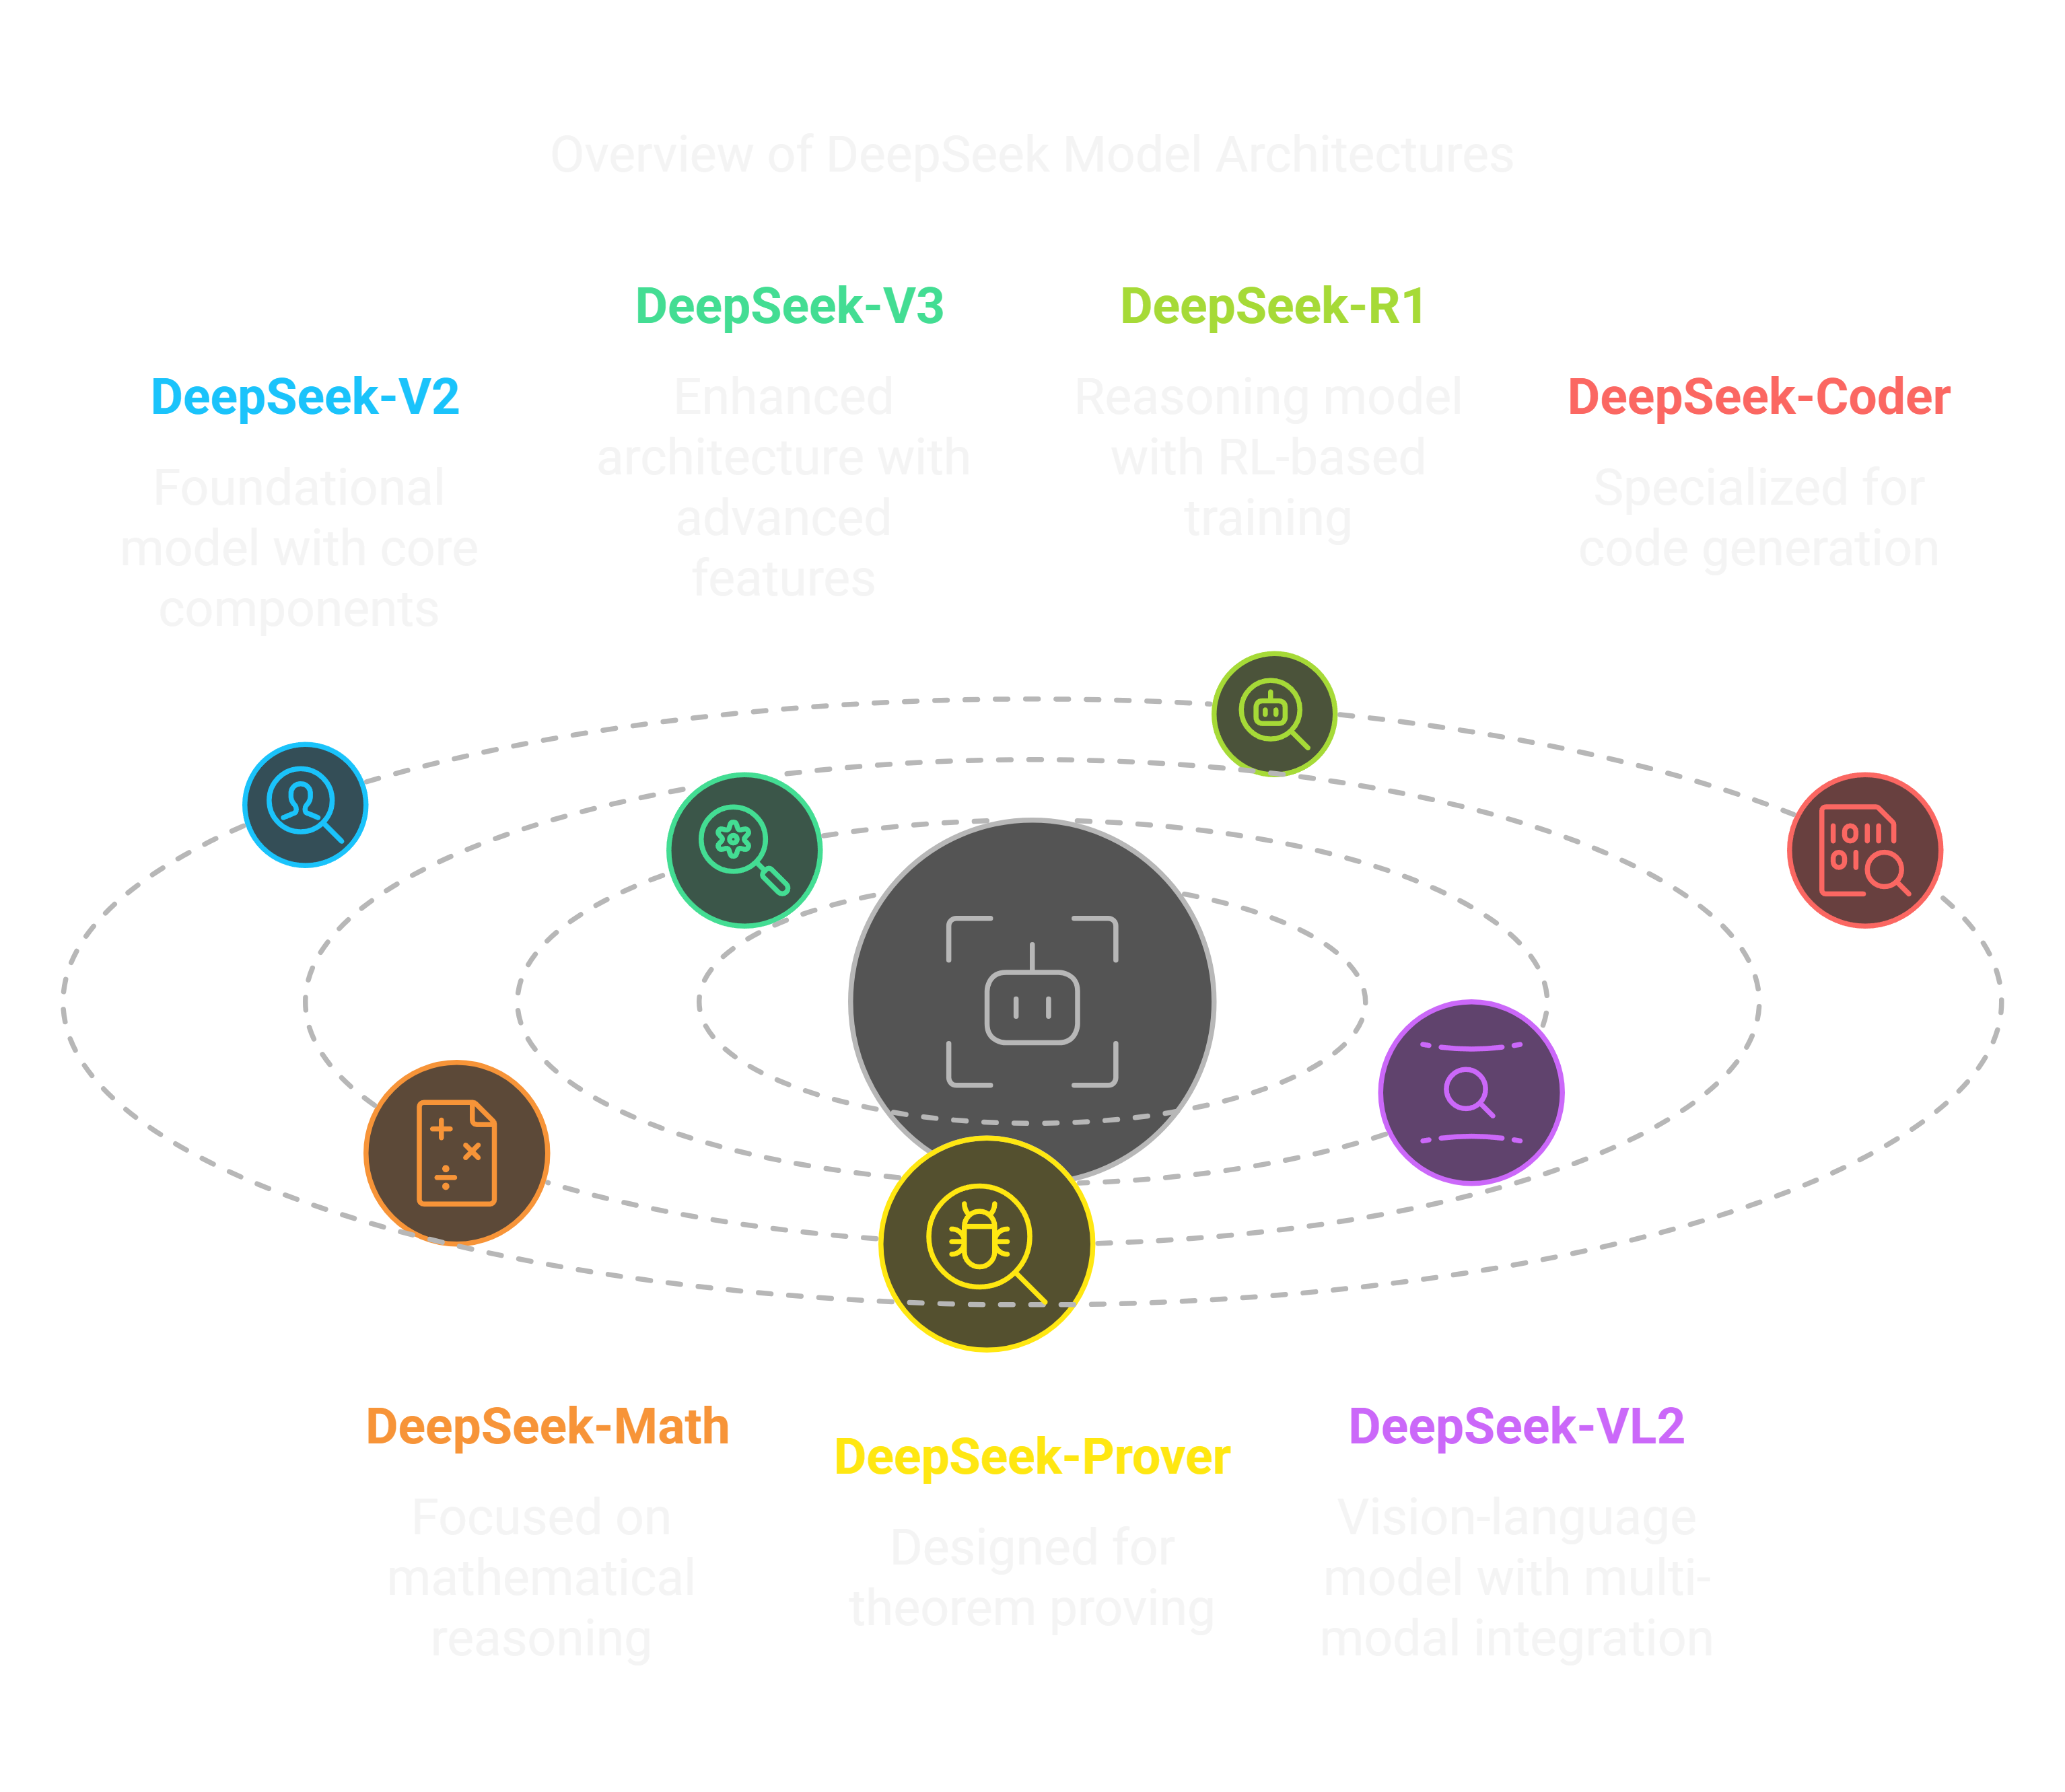 Overview of DeepSeek Model Architectures
DeepSeek-V2
Foundational
model with core
components
DeepSeek-V3
Enhanced
architecture with
advanced
features
DeepSeek-R1
Reasoning model
with RL-based
training
DeepSeek-Coder
Specialized for
code generation
DeepSeek-Math
Focused on
mathematical
reasoning
DeepSeek-Prover
Designed for
theorem proving
DeepSeek-VL2
Vision-language
model with multi-
modal integration